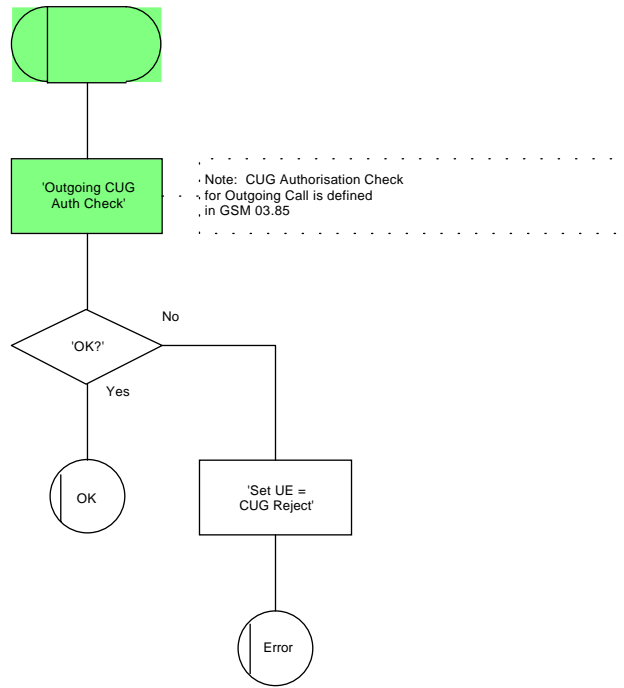 'Outgoing CUG
Auth Check'
Note:  CUG Authorisation Check
for Outgoing Call is defined
in GSM 03.85
No
'OK?'
Yes
OK
'Set UE =
CUG Reject'
Error